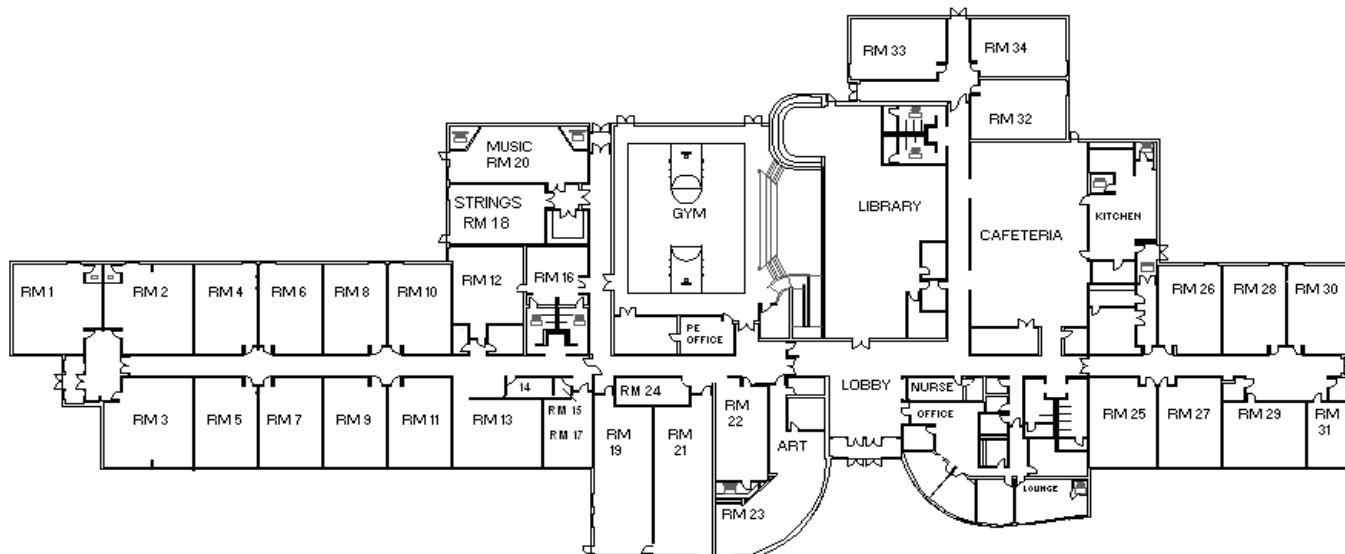 RM 33
RM 34
RM 32
MUSIC
RM 20
STRINGS
RM 18
GYM
LIBRARY
CAFETERIA
KITCHEN
RM 1
RM 2
RM 4
RM 6
RM 8
RM 10
RM 12
RM 16
PE
OFFICE
RM 26
RM 28
RM 30
RM 3
RM 5
RM 7
RM 9
RM 11
RM 13
14
RM 15
RM 17
RM 24
RM
19
RM
21
RM
22
ART
RM 23
LOBBY
NURSE
OFFICE
LOUNGE
RM 25
RM 27
RM 29
RM
31